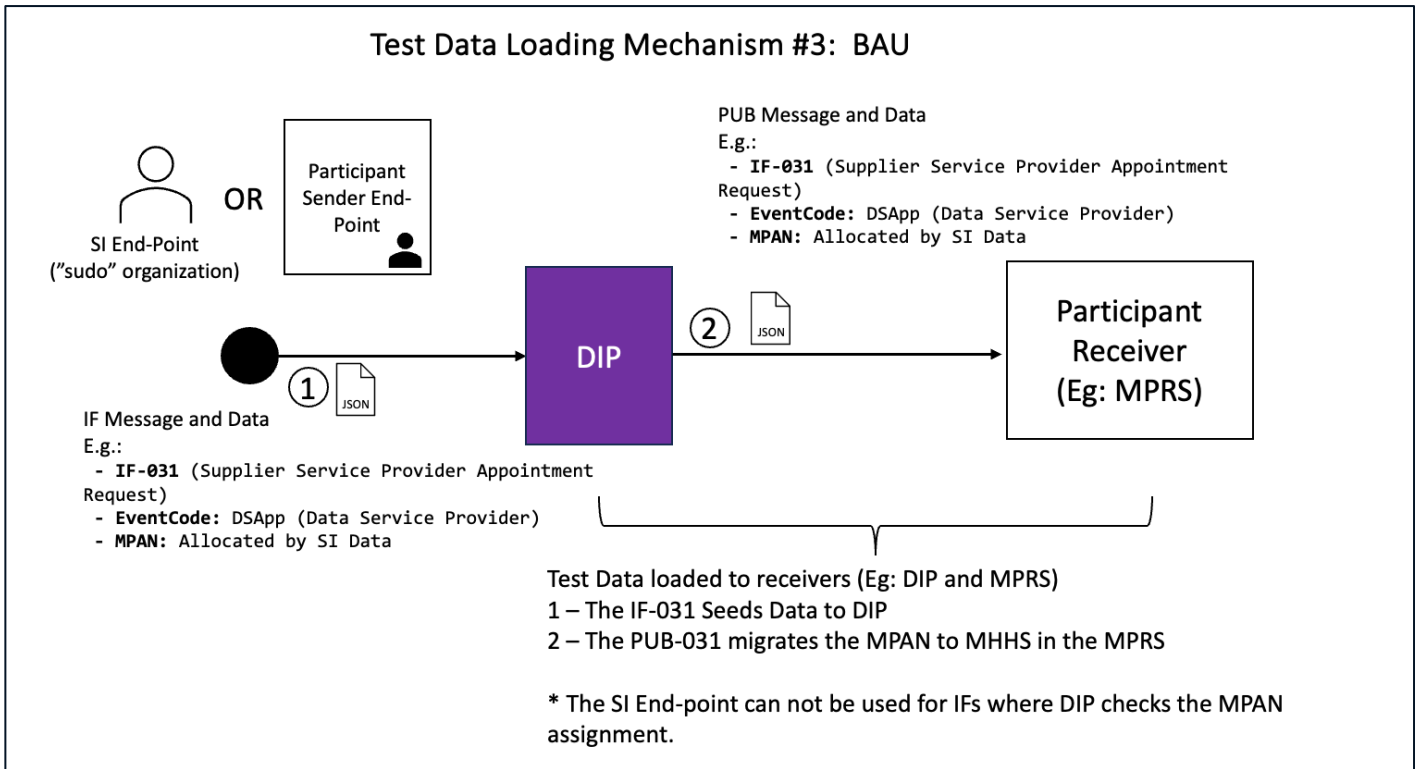 Test Data Loading Mechanism #3: BAU
SI End-Point
("sudo" organization)
OR
Participant
Sender End-
Point
PUB Message and Data
E.g.:
- IF-031 (Supplier Service Provider Appointment
Request)
- EventCode: DSApp (Data Service Provider)
- MPAN: Allocated by SI Data
1
JSON
DIP
2
JSON
Participant
Receiver
(Eg: MPRS)
IF Message and Data
E.g.:
- IF-031 (Supplier Service Provider Appointment
Request)
- EventCode: DSApp (Data Service Provider)
- MPAN: Allocated by SI Data
Test Data loaded to receivers (Eg: DIP and MPRS)
1 – The IF-031 Seeds Data to DIP
2 – The PUB-031 migrates the MPAN to MHHS in the MPRS
* The SI End-point can not be used for IFs where DIP checks the MPAN
assignment.